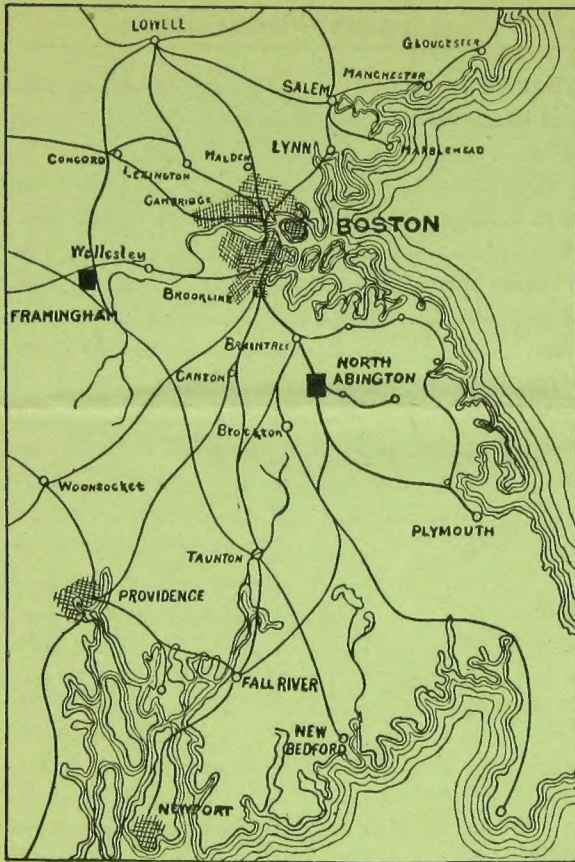 LOWELL
GLOUCESTER
MANCHESTER
SALEM
LYNN
MARBLEHEAD
CONCORD
LEXINGTON
MALDEN
CAMBRIDGE
BOSTON
Wellesley
BROOKLINE
FRAMINGHAM
BRAINTREE
CANTON
NORTH
ABINGTON
BROCKTON
WOONSOCKET
PLYMOUTH
TAUNTON
PROVIDENCE
FALL RIVER
NEW
BEDFORD
NEWPORT